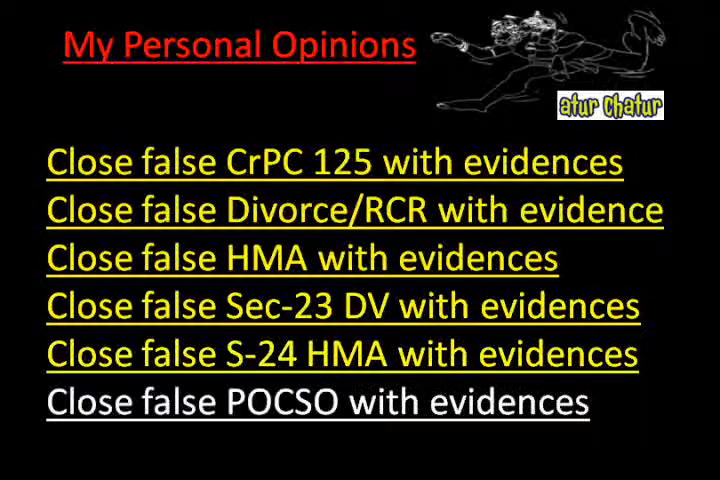 My Personal Opinions
atur Chatur
Close false CrPC 125 with evidences
Close false Divorce/RCR with evidence
Close false HMA with evidences
Close false Sec-23 DV with evidences
Close false S-24 HMA with evidences
Close false POCSO with evidences